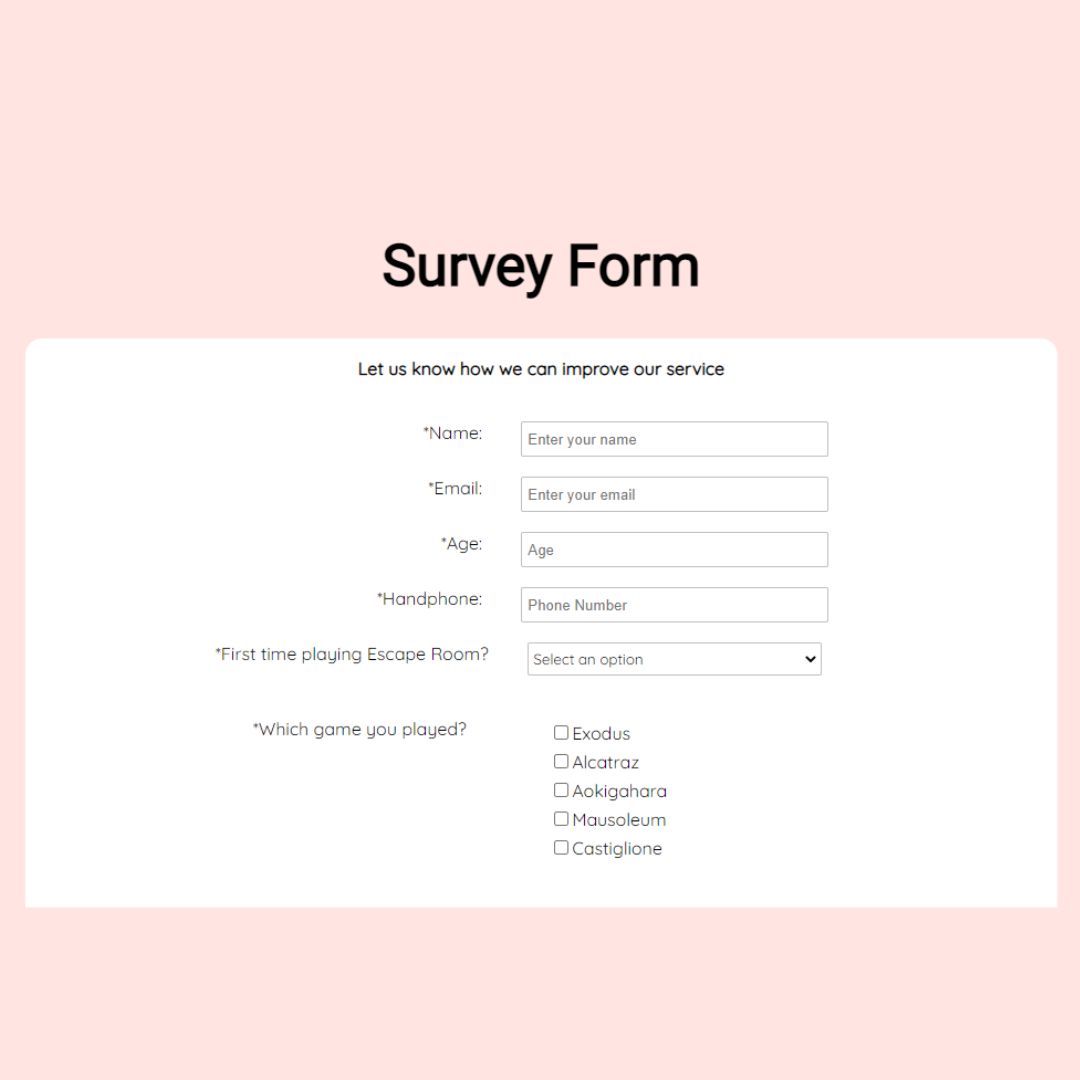 Survey Form
Let us know how we can improve our service
*Name: Enter your name
*Email: Enter your email
*Age: Age
*Handphone: Phone Number
*First time playing Escape Room? Select an option
*Which game you played? Exodus
Alcatraz
Aokigahara
Mausoleum
Castiglione